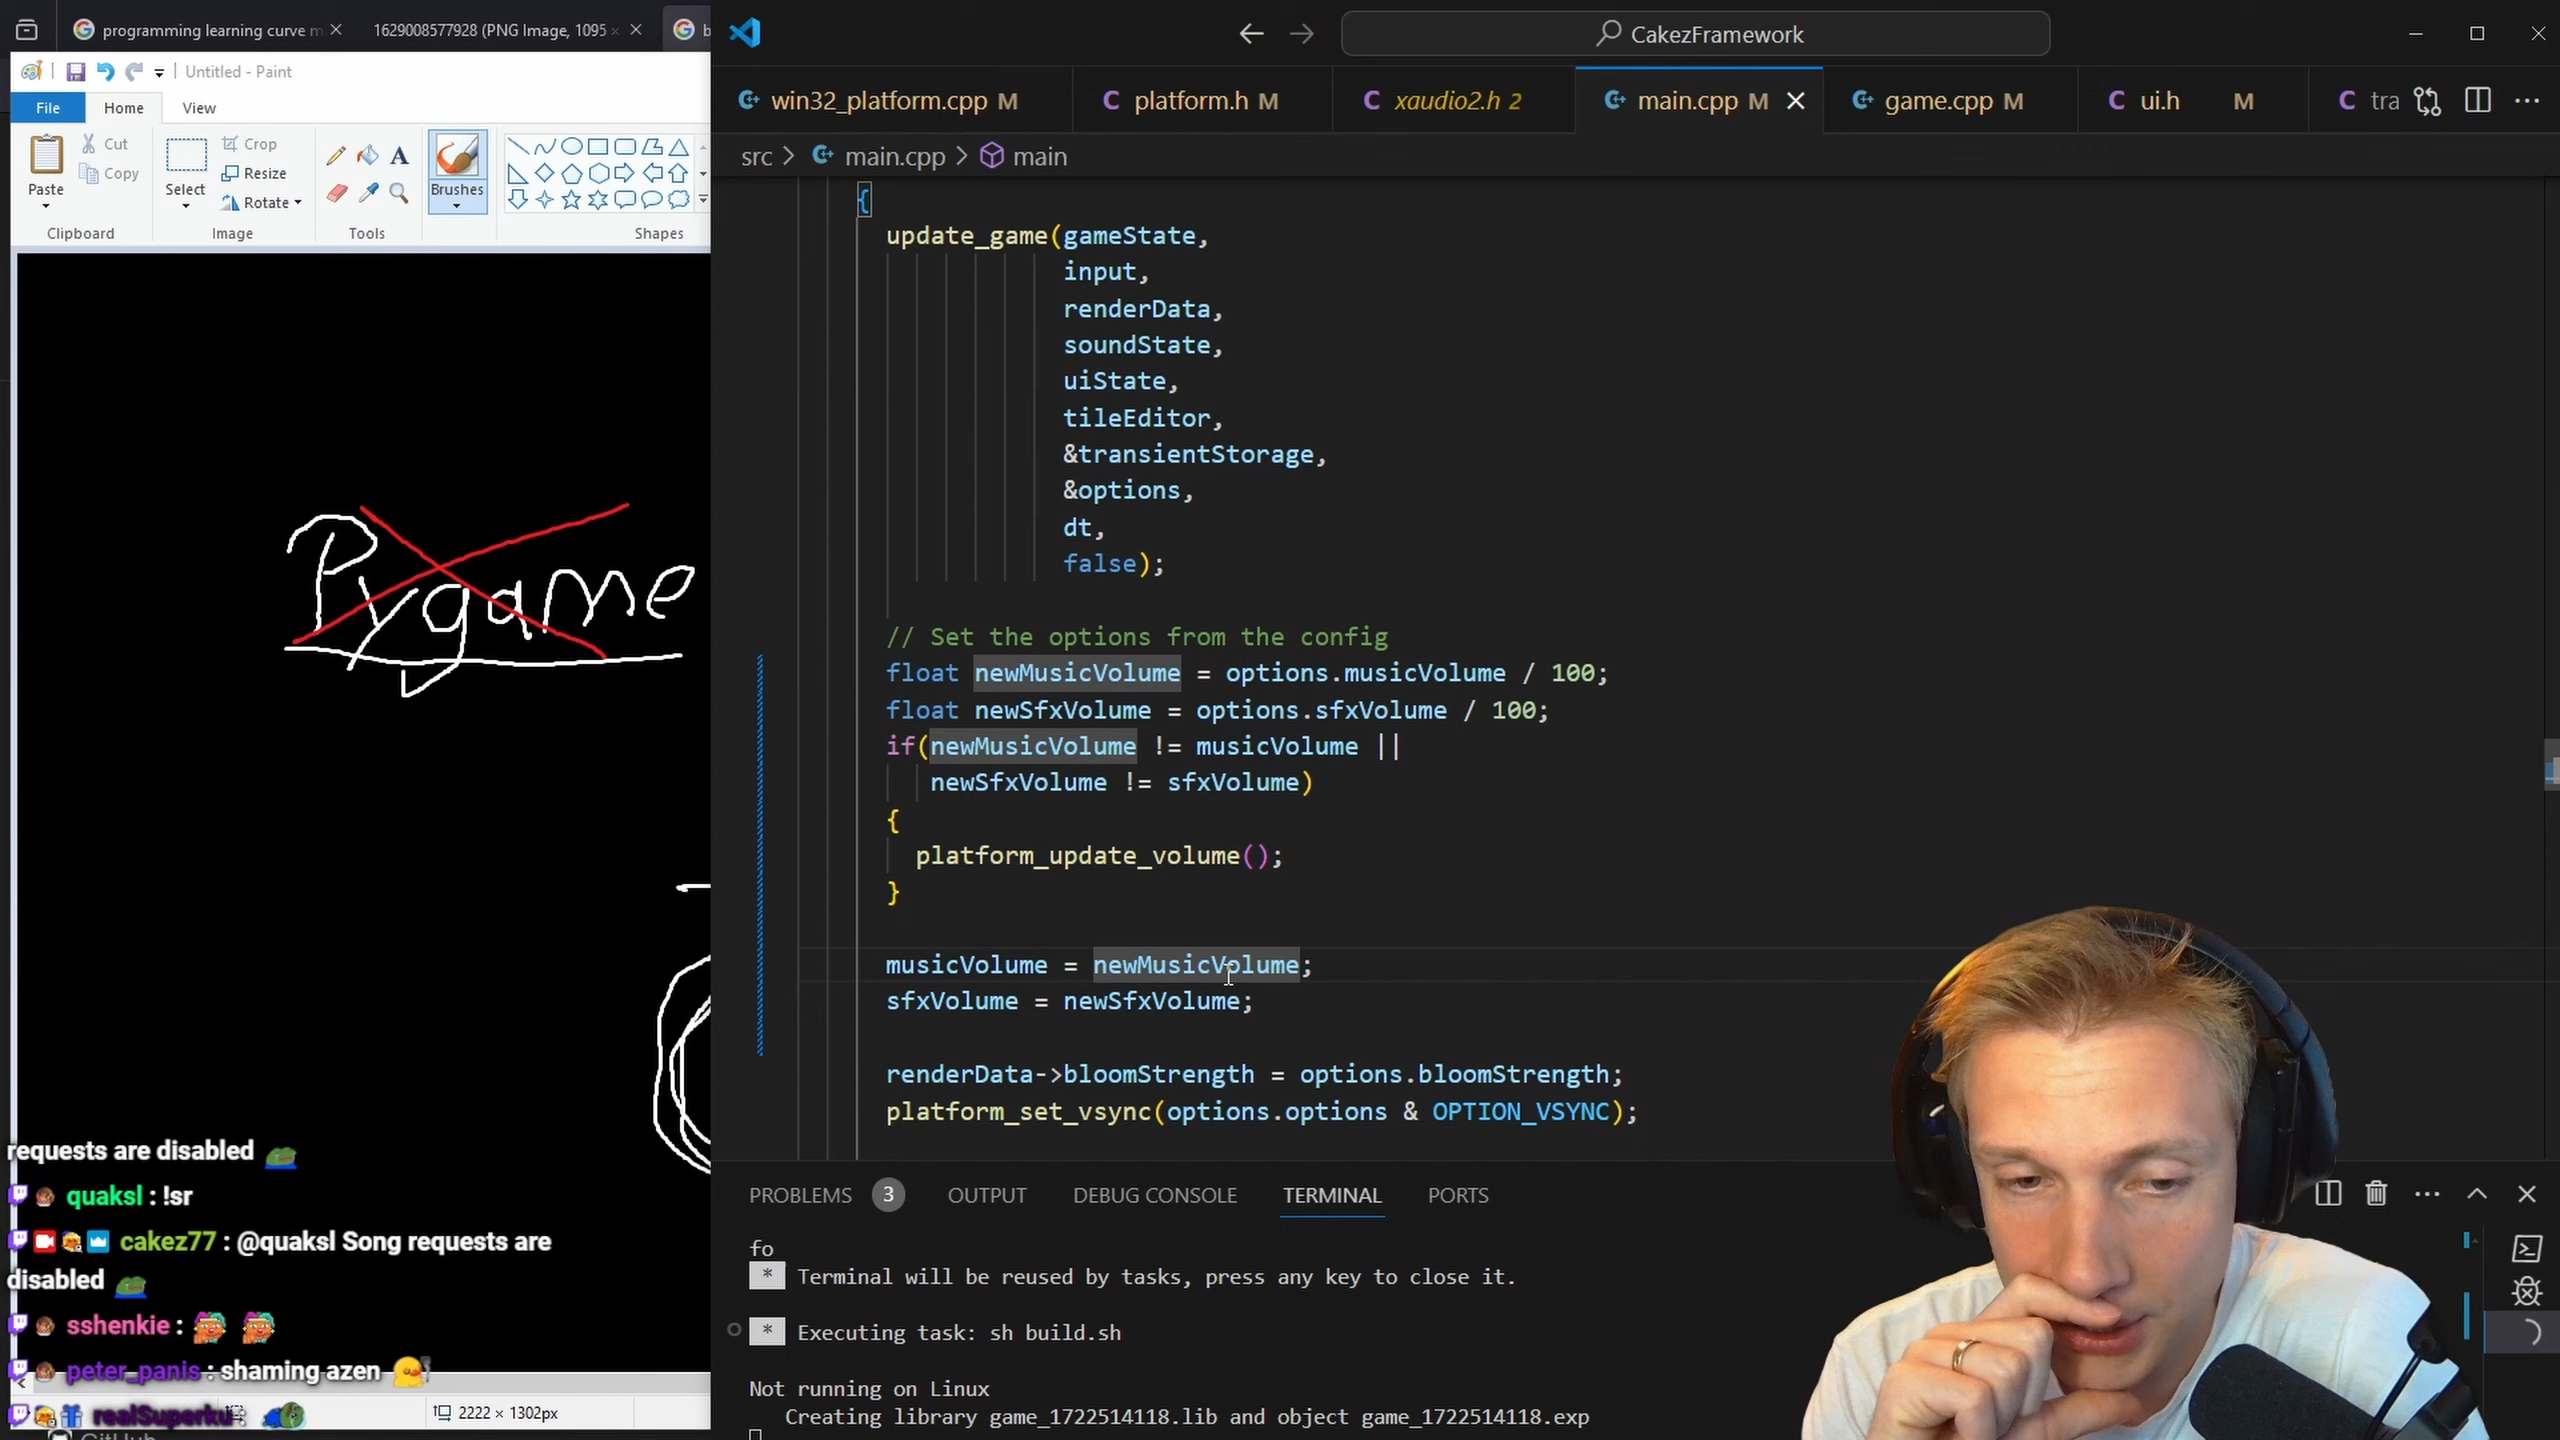 programming learning curve m
1629008577928 (PNG Image, 1095
CakezFramework
Untitled - Paint
File
Home
View
win32_platform.cpp M
platform.h M
xaudio2.h 2
main.cpp M
game.cpp M
ui.h M
tra
Paste
Cut
Copy
Clipboard
Select
Crop
Resize
Rotate
Image
Tools
Brushes
Shapes
src > main.cpp > main
{
update_game(gameState,
input,
renderData,
soundState,
uiState,
tileEditor,
&transientStorage,
&options,
dt,
false);
// Set the options from the config
float newMusicVolume = options.musicVolume / 100;
float newSfxVolume = options.sfxVolume / 100;
if(newMusicVolume != musicVolume ||
newSfxVolume != sfxVolume)
{
platform_update_volume();
}
musicVolume = newMusicVolume;
sfxVolume = newSfxVolume;
renderData->bloomStrength = options.bloomStrength;
platform_set_vsync(options.options & OPTION_VSYNC);
Pygame
requests are disabled
quaksl : !sr
cakez77 : @quaksl Song requests are
disabled
sshenkie :
peter_panis : shaming azen
2222 × 1302px
PROBLEMS 3
OUTPUT
DEBUG CONSOLE
TERMINAL
PORTS
fo
* Terminal will be reused by tasks, press any key to close it.
* Executing task: sh build.sh
Not running on Linux
Creating library game_1722514118.lib and object game_1722514118.exp